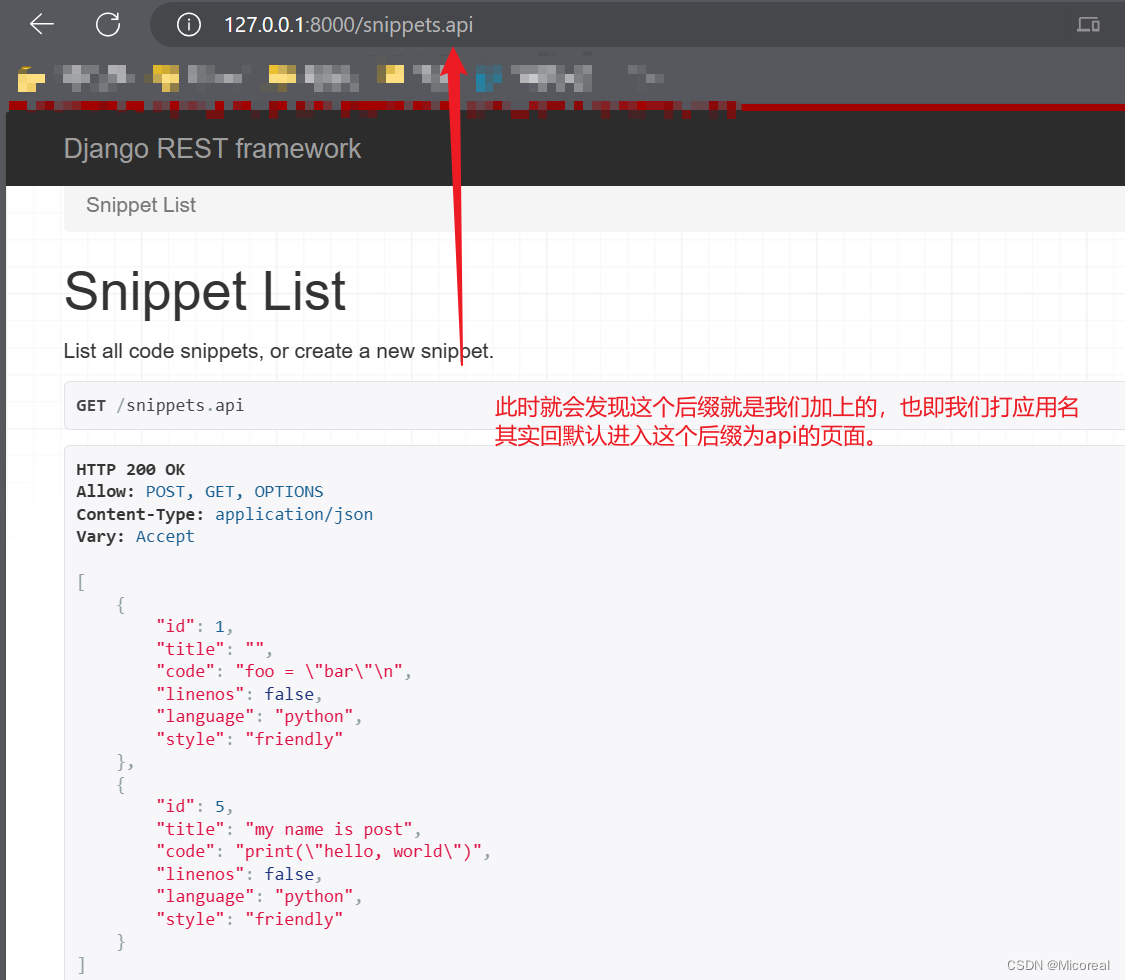 127.0.0.1:8000/snippets.api
Django REST framework
Snippet List
Snippet List
List all code snippets, or create a new snippet.
GET /snippets.api
此时就会发现这个后缀就是我们加上的，也即我们打应用名
其实回默认进入这个后缀为api的页面。
HTTP 200 OK
Allow: POST, GET, OPTIONS
Content-Type: application/json
Vary: Accept
[
    {
        "id": 1,
        "title": "",
        "code": "foo = \"bar\"\n",
        "linenos": false,
        "language": "python",
        "style": "friendly"
    },
    {
        "id": 5,
        "title": "my name is post",
        "code": "print(\"hello, world\")",
        "linenos": false,
        "language": "python",
        "style": "friendly"
    }
]
CSDN @Micoreal